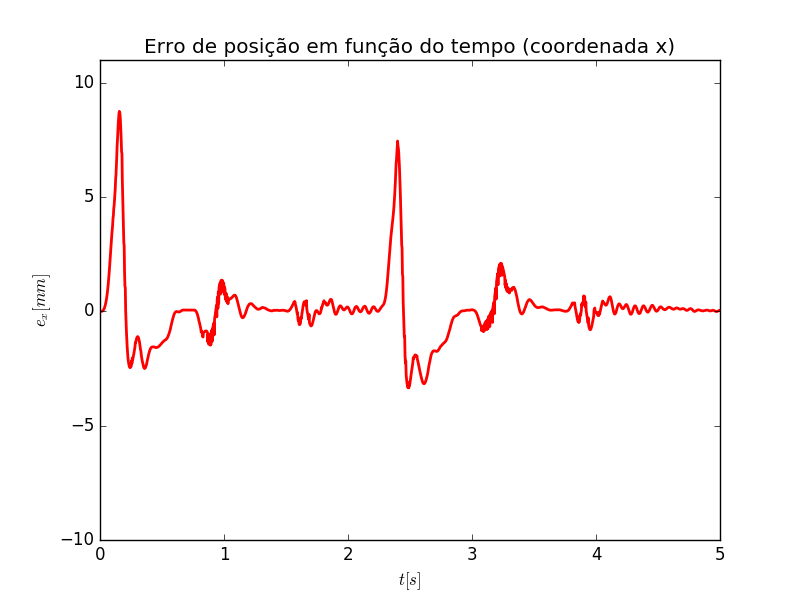 Erro de posição em função do tempo (coordenada x)
10
5
0
−5
−10
e_x[mm]
0 1 2 3 4 5
t[s]